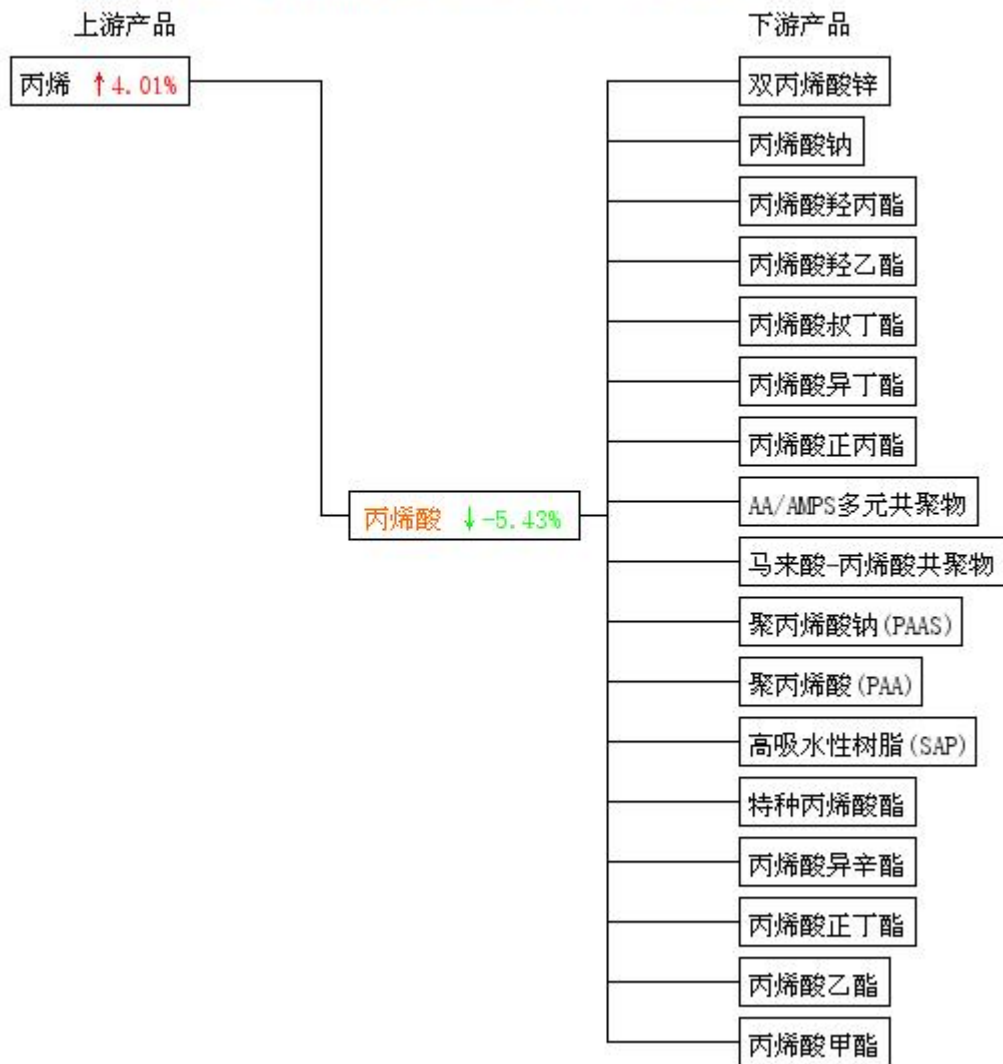 上游产品
下游产品
丙烯 ↑4.01%
丙烯酸 ↓-5.43%
双丙烯酸锌
丙烯酸钠
丙烯酸羟丙酯
丙烯酸羟乙酯
丙烯酸叔丁酯
丙烯酸异丁酯
丙烯酸正丙酯
AA/AMPS多元共聚物
马来酸-丙烯酸共聚物
聚丙烯酸钠(PAAS)
聚丙烯酸(PAA)
高吸水性树脂(SAP)
特种丙烯酸酯
丙烯酸异辛酯
丙烯酸正丁酯
丙烯酸乙酯
丙烯酸甲酯